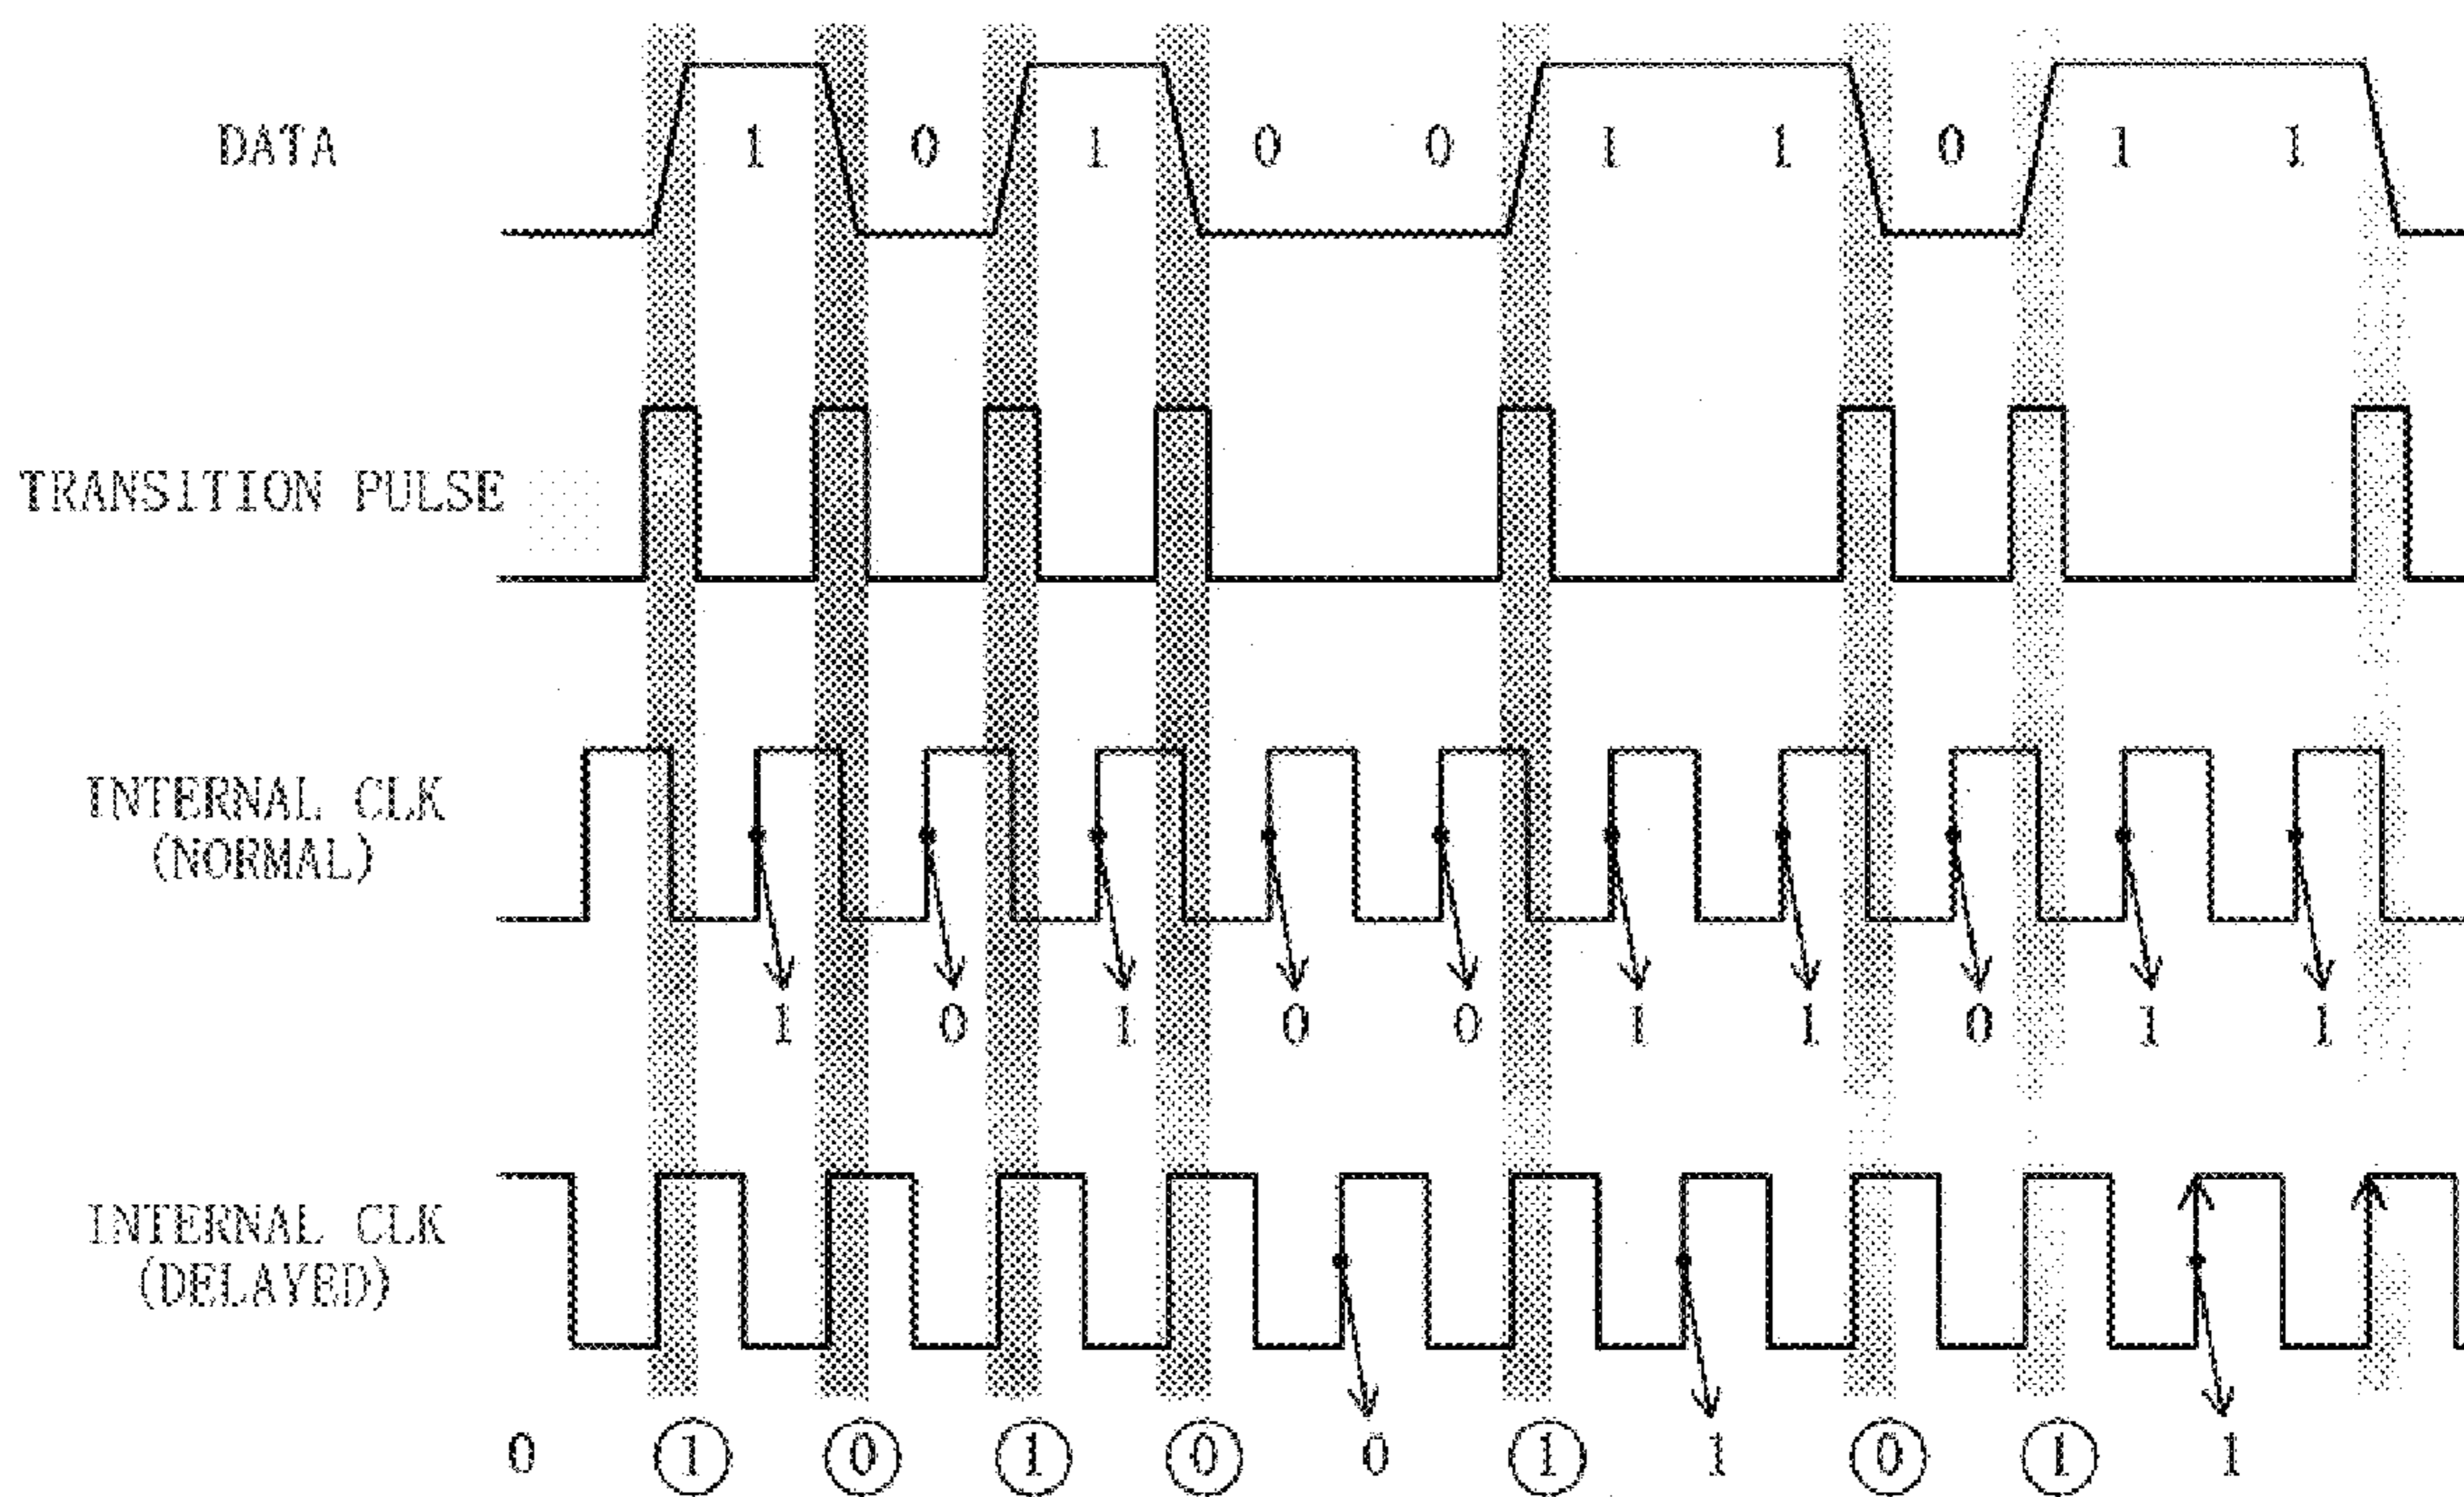 DATA 1 0 1 0 0 1 1 0 1 1
TRANSITION PULSE
INTERNAL CLK
(NORMAL)
1 0 1 0 0 1 1 0 1 1
INTERNAL CLK
(DELAYED)
0 1 0 1 0 0 1 1 0 1 1